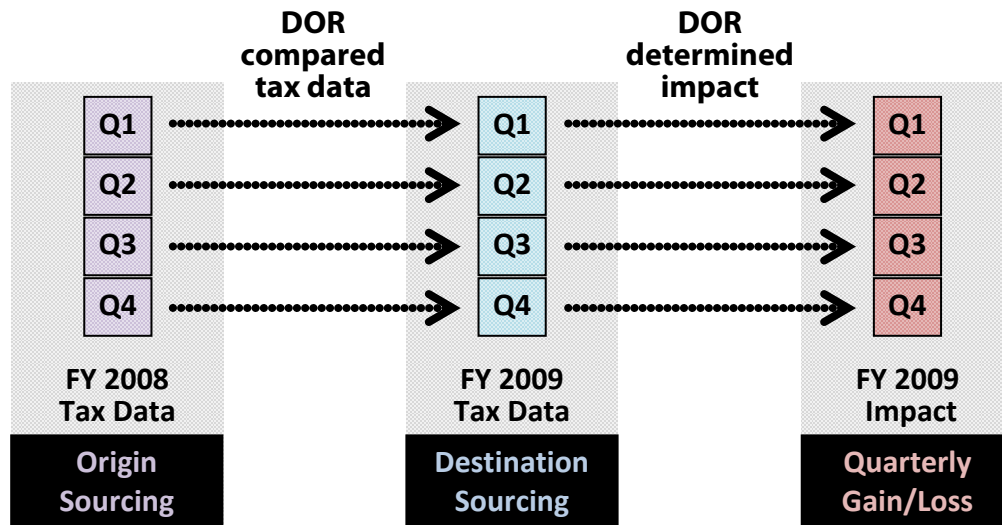 DOR
compared
tax data
DOR
determined
impact
Q1
Q1
Q1
Q2
Q2
Q2
Q3
Q3
Q3
Q4
Q4
Q4
FY 2008
Tax Data
FY 2009
Tax Data
FY 2009
Impact
Origin
Sourcing
Destination
Sourcing
Quarterly
Gain/Loss